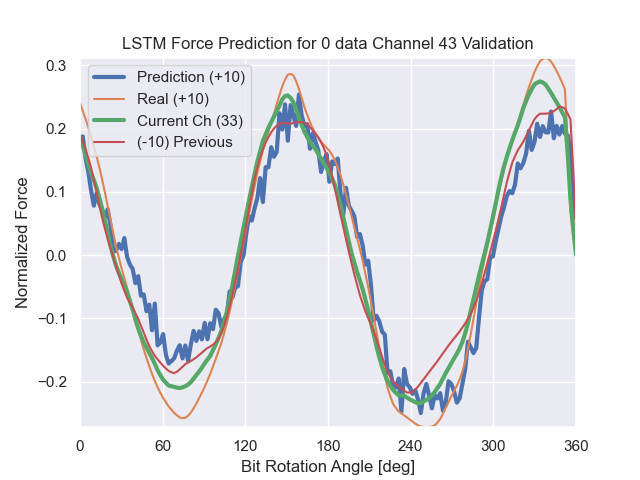 LSTM Force Prediction for 0 data Channel 43 Validation
Prediction (+10)
Real (+10)
Current Ch (33)
(-10) Previous
Normalized Force
0.3
0.2
0.1
0.0
−0.1
−0.2
0 60 120 180 240 300 360
Bit Rotation Angle [deg]